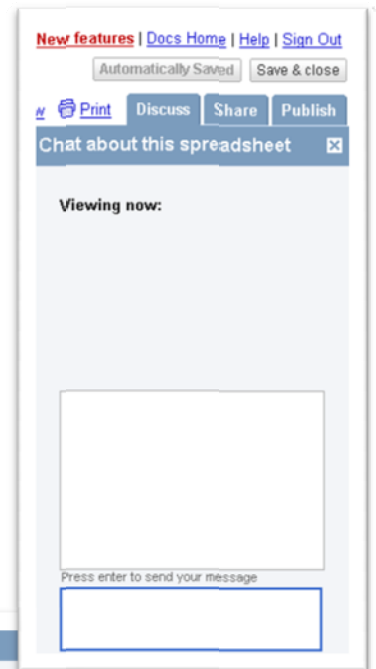 New features | Docs Home | Help | Sign Out
Automatically Saved Save & close
w Print Discuss Share Publish
Chat about this spreadsheet
Viewing now:
Press enter to send your message